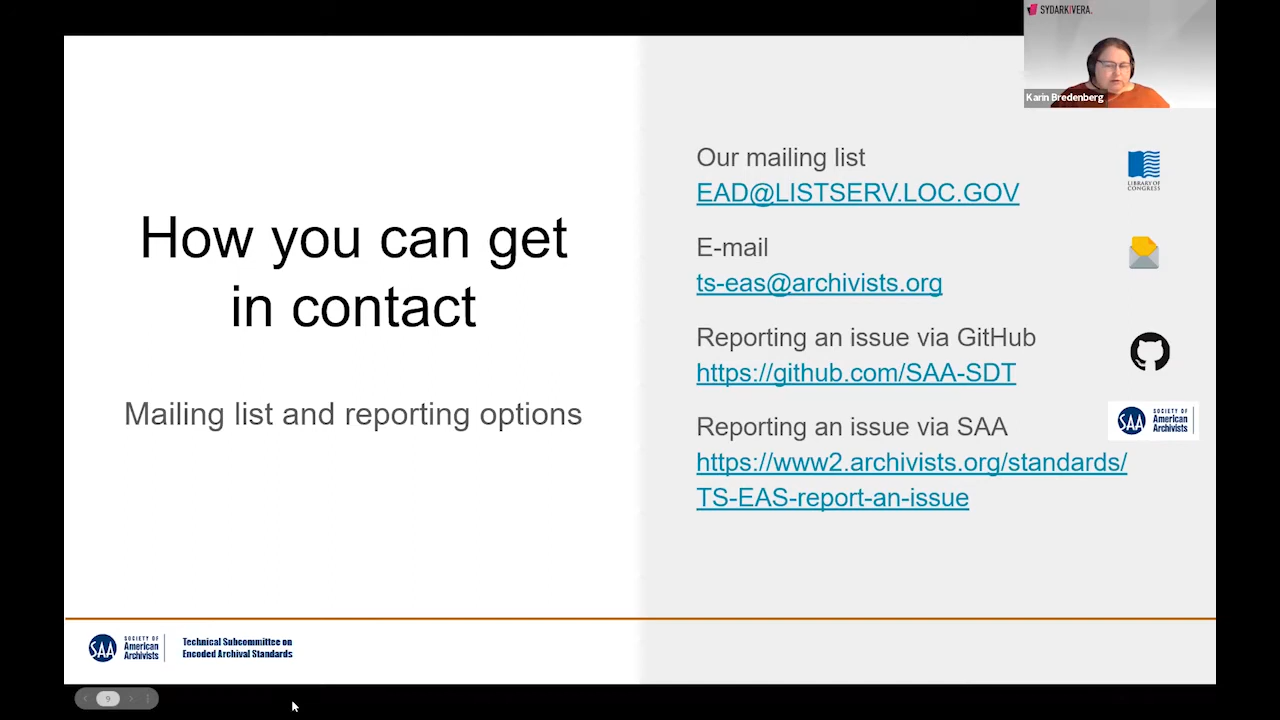 SYDARKIVERA.
Karin Bredenberg
How you can get
in contact
Mailing list and reporting options
Our mailing list
EAD@LISTSERV.LOC.GOV
LIBRARY OF
CONGRESS
E-mail
ts-eas@archivists.org
Reporting an issue via GitHub
https://github.com/SAA-SDT
Reporting an issue via SAA
https://www2.archivists.org/standards/
TS-EAS-report-an-issue
SAA
SOCIETY OF
American
Archivists
SAA
SOCIETY OF
American
Archivists
Technical Subcommittee on
Encoded Archival Standards
9